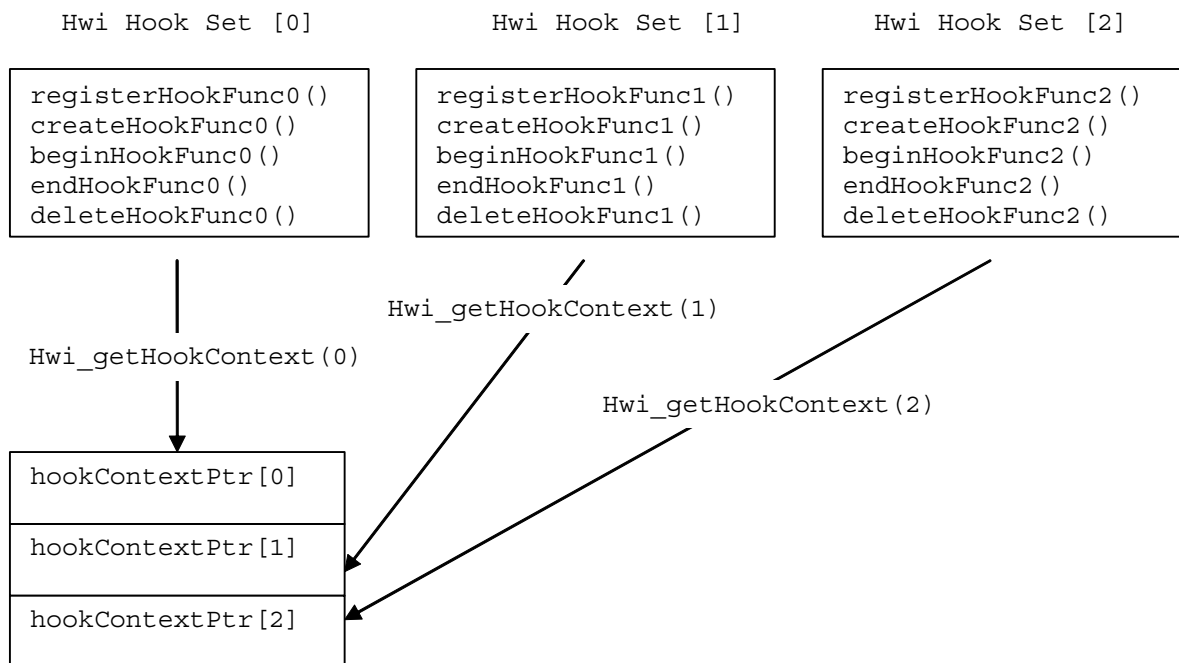 Hwi Hook Set [0]
Hwi Hook Set [1]
Hwi Hook Set [2]
registerHookFunc0()
createHookFunc0()
beginHookFunc0()
endHookFunc0()
deleteHookFunc0()
registerHookFunc1()
createHookFunc1()
beginHookFunc1()
endHookFunc1()
deleteHookFunc1()
registerHookFunc2()
createHookFunc2()
beginHookFunc2()
endHookFunc2()
deleteHookFunc2()
Hwi_getHookContext(1)
Hwi_getHookContext(0)
Hwi_getHookContext(2)
hookContextPtr[0]
hookContextPtr[1]
hookContextPtr[2]